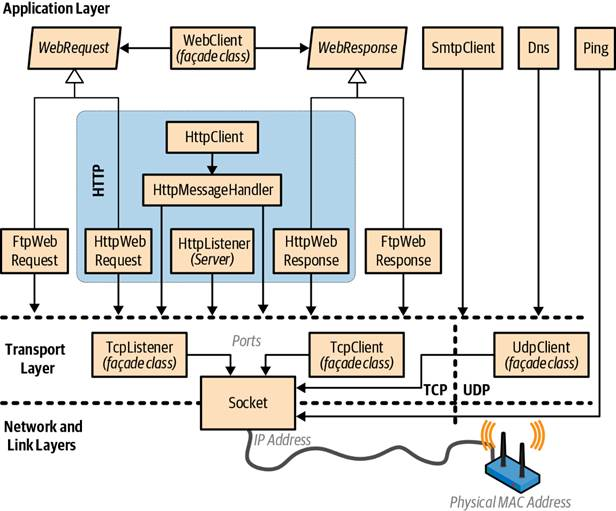 Application Layer
WebRequest
WebClient
(façade class)
WebResponse
SmtpClient
Dns
Ping
HTTP
HttpClient
HttpMessageHandler
FtpWeb
Request
HttpWeb
Request
HttpListener
(Server)
HttpWeb
Response
FtpWeb
Response
Transport
Layer
TcpListener
(façade class)
Ports
TcpClient
(façade class)
UdpClient
(façade class)
TCP
UDP
Socket
Network and
Link Layers
IP Address
Physical MAC Address